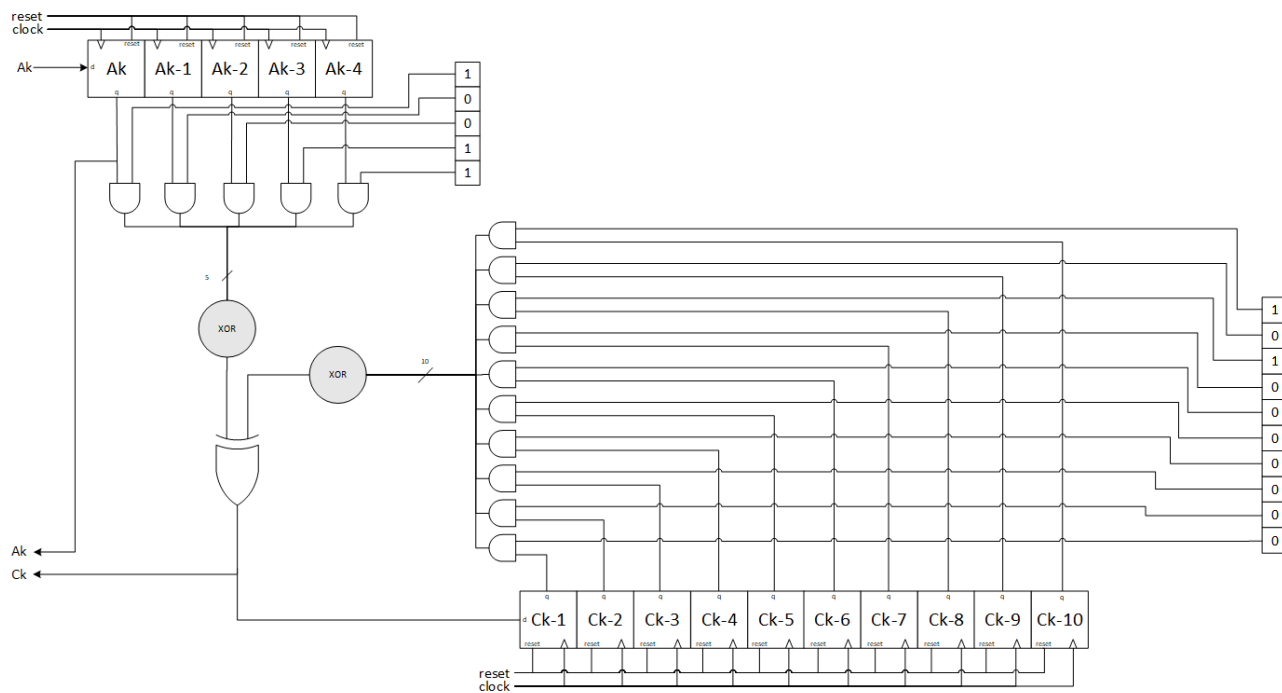 reset
clock
reset reset reset reset reset
Ak
d
Ak Ak-1 Ak-2 Ak-3 Ak-4
q q q q q
1
0
0
1
1
5
XOR
10
XOR
1
0
1
0
0
0
0
0
0
0
Ak
Ck
q q q q q q q q q q
d
Ck-1 Ck-2 Ck-3 Ck-4 Ck-5 Ck-6 Ck-7 Ck-8 Ck-9 Ck-10
reset reset reset reset reset reset reset reset reset reset
reset
clock